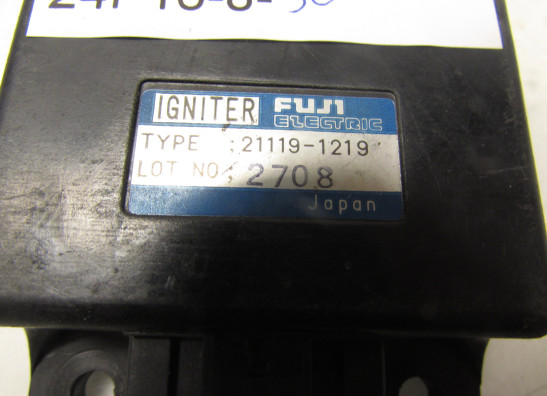 IGNITER FUJI ELECTRIC
TYPE : 21119-1219
LOT NO : 2708
Japan